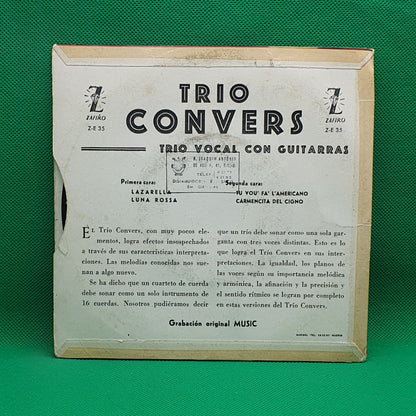 TRIO
CONVERS
ZAFIRO
Z-E 35
ZAFIRO
Z-E 35
TRIO VOCAL CON GUITARRAS
Primera cara:
LAZARELLA
LUNA ROSSA
Segunda cara:
TU VOU' FA' L'AMERICANO
CARMENCITA DEL CIGNO
EL Trío Convers, con muy pocos ele-
mentos, logra efectos insospechados
a través de sus características interpreta-
ciones. Las melodías conocidas nos sue-
nan a algo nuevo.
Se ha dicho que un cuarteto de cuerda
debe sonar como un solo instrumento de
16 cuerdas. Nosotros pudiéramos decir
que un trío debe sonar como una sola gar-
ganta con tres voces distintas. Esto es lo
que logra el Trío Convers en sus inter-
pretaciones. La igualdad, los planos de
las voces según su importancia melódica
y armónica, la afinación y la precisión y
el sentido rítmico se logran por completo
en estas versiones del Trío Convers.
Grabación original MUSIC